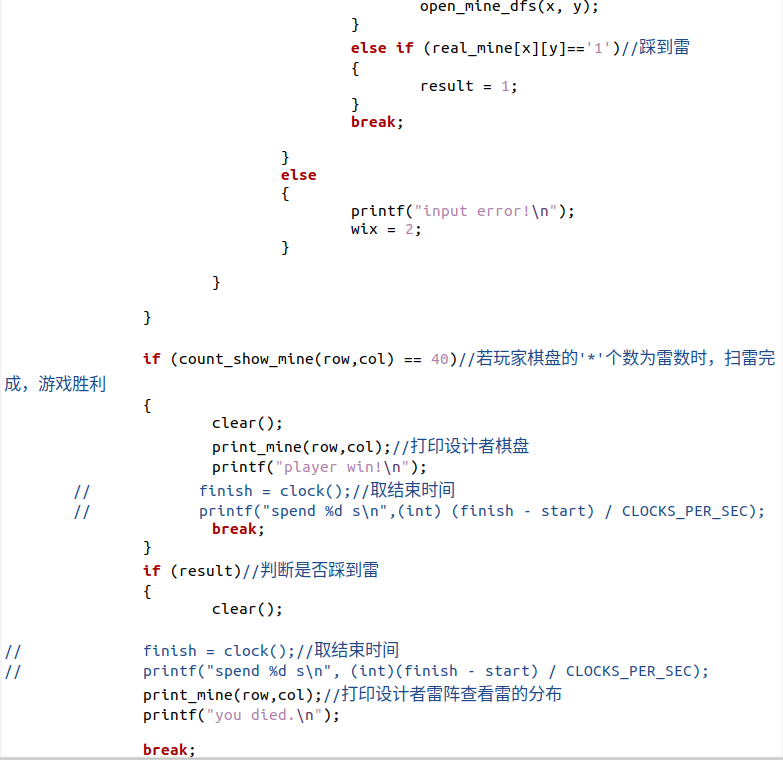 open_mine_dfs(x, y);
}
else if (real_mine[x][y]=='1')//踩到雷
{
result = 1;
}
break;
}
else
{
printf("input error!\n");
wix = 2;
}
}
}
if (count_show_mine(row,col) == 40)//若玩家棋盘的'*'个数为雷数时，扫雷完
成，游戏胜利
{
clear();
print_mine(row,col);//打印设计者棋盘
printf("player win!\n");
// finish = clock();//取结束时间
// printf("spend %d s\n",(int) (finish - start) / CLOCKS_PER_SEC);
break;
}
if (result)//判断是否踩到雷
{
clear();
// finish = clock();//取结束时间
// printf("spend %d s\n", (int)(finish - start) / CLOCKS_PER_SEC);
print_mine(row,col);//打印设计者雷阵查看雷的分布
printf("you died.\n");
break;